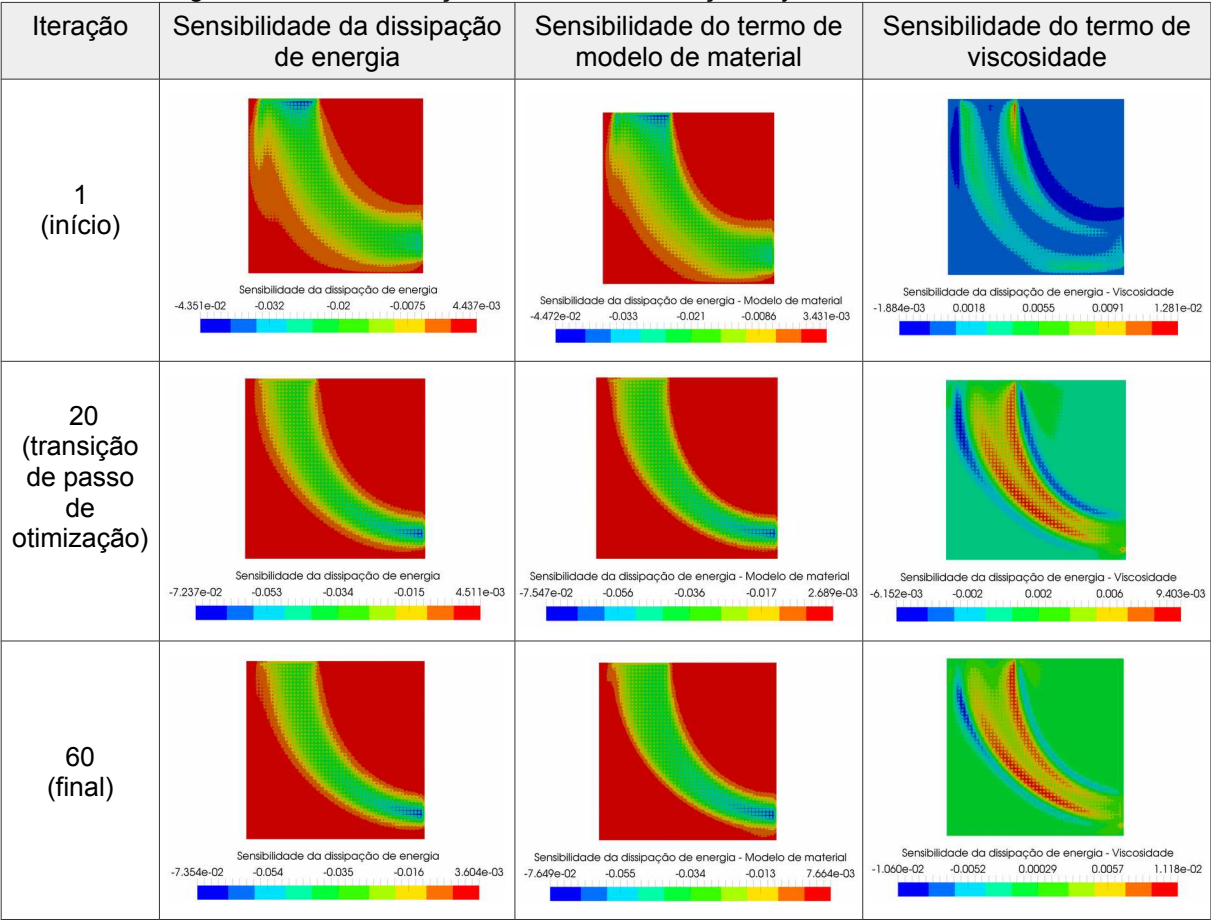 Iteração
Sensibilidade da dissipação
de energia
Sensibilidade do termo de
modelo de material
Sensibilidade do termo de
viscosidade
1
(início)
Sensibilidade da dissipação de energia
-4.351e-02 -0.032 -0.02 -0.0075 4.437e-03
Sensibilidade da dissipação de energia - Modelo de material
-4.472e-02 -0.033 -0.021 -0.0086 3.431e-03
Sensibilidade da dissipação de energia - Viscosidade
-1.884e-03 0.0018 0.0055 0.0091 1.281e-02
20
(transição
de passo
de
otimização)
Sensibilidade da dissipação de energia
-7.237e-02 -0.053 -0.034 -0.015 4.511e-03
Sensibilidade da dissipação de energia - Modelo de material
-7.547e-02 -0.056 -0.036 -0.017 2.689e-03
Sensibilidade da dissipação de energia - Viscosidade
-6.152e-03 -0.002 0.002 0.006 9.403e-03
60
(final)
Sensibilidade da dissipação de energia
-7.354e-02 -0.054 -0.035 -0.016 3.604e-03
Sensibilidade da dissipação de energia - Modelo de material
-7.649e-02 -0.055 -0.034 -0.013 7.664e-03
Sensibilidade da dissipação de energia - Viscosidade
-1.060e-02 -0.0052 0.00029 0.0057 1.118e-02